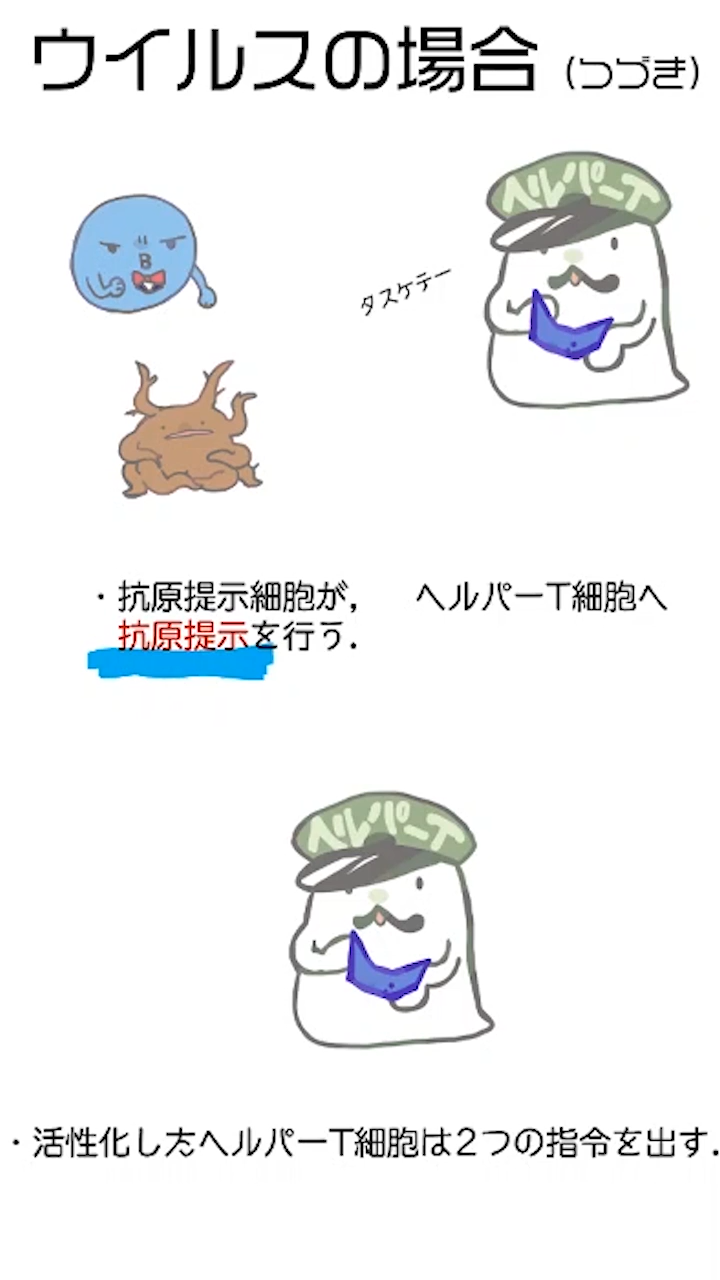 ウイルスの場合 (つづき)
ヘルパーT
B
タスケテー
・抗原提示細胞が, ヘルパーT細胞へ
抗原提示を行う.
ヘルパーT
・活性化したヘルパーT細胞は2つの指令を出す.